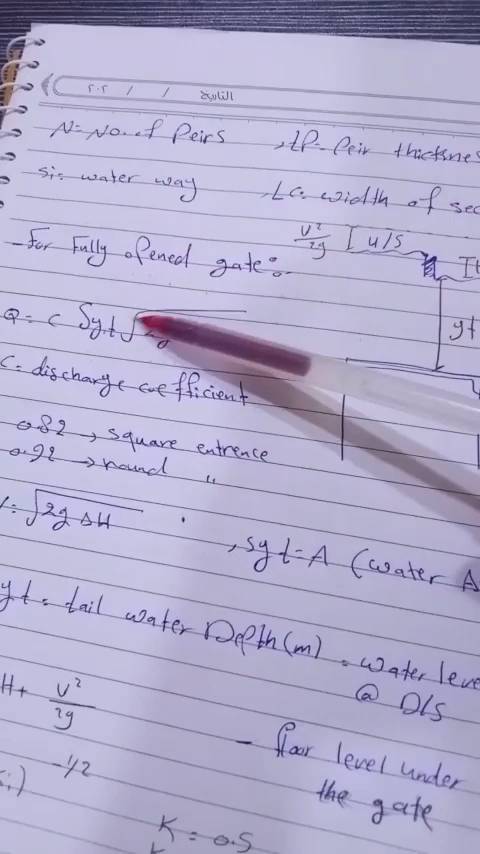 ٢٠٢ / / التاريخ
N = No. of Peirs , tp = Peir thickne
Si = water way , Lc = width of sec
- For Fully opened gate :-
V²/2g I u/s
Q = C S yt √
yt
C = discharge coefficient
0.82 → square entrence
0.92 → round "
= √2g ΔH , S y t = A (water A
yt = tail water Depth (m) = water leve
@ D/S
H + V²/2g
- floor level under
the gate
-1/2
K = 0.5